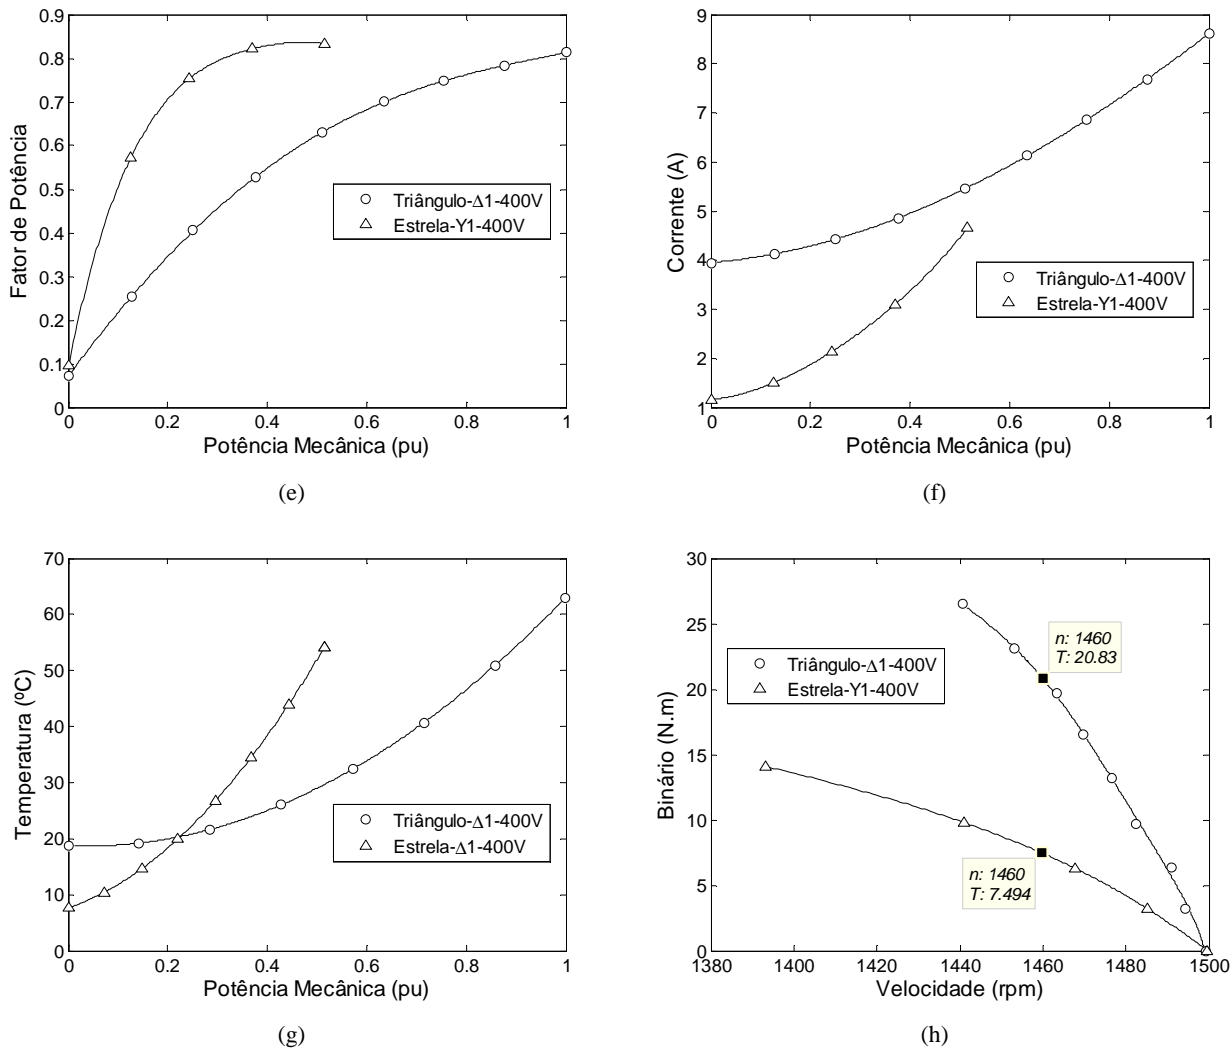 0.9
0.8
0.7
0.6
0.5
0.4
0.3
0.2
0.1
0
Fator de Potência
Triângulo-Δ1-400V
Estrela-Y1-400V
0 0.2 0.4 0.6 0.8 1
Potência Mecânica (pu)
(e)
9
8
7
6
5
4
3
2
1
Corrente (A)
Triângulo-Δ1-400V
Estrela-Y1-400V
0 0.2 0.4 0.6 0.8 1
Potência Mecânica (pu)
(f)
70
60
50
40
30
20
10
0
Temperatura (ºC)
Triângulo-Δ1-400V
Estrela-Δ1-400V
0 0.2 0.4 0.6 0.8 1
Potência Mecânica (pu)
(g)
30
25
20
15
10
5
0
Binário (N.m)
n: 1460
T: 20.83
Triângulo-Δ1-400V
Estrela-Y1-400V
n: 1460
T: 7.494
1380 1400 1420 1440 1460 1480 1500
Velocidade (rpm)
(h)